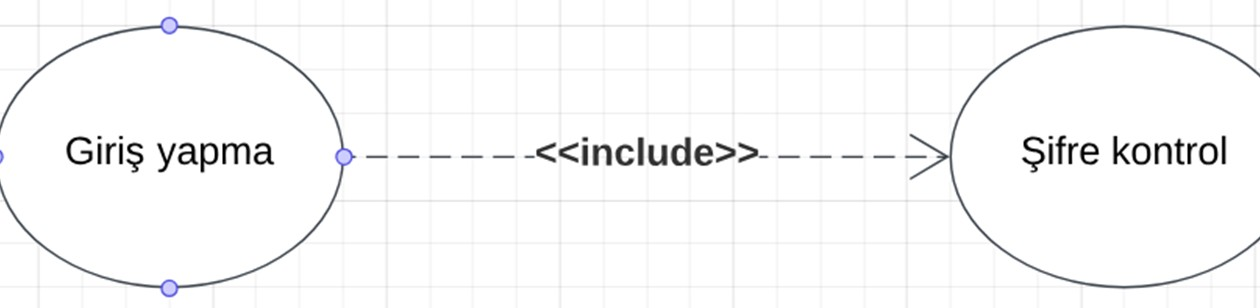 Giriş yapma
<<include>>
Şifre kontrol